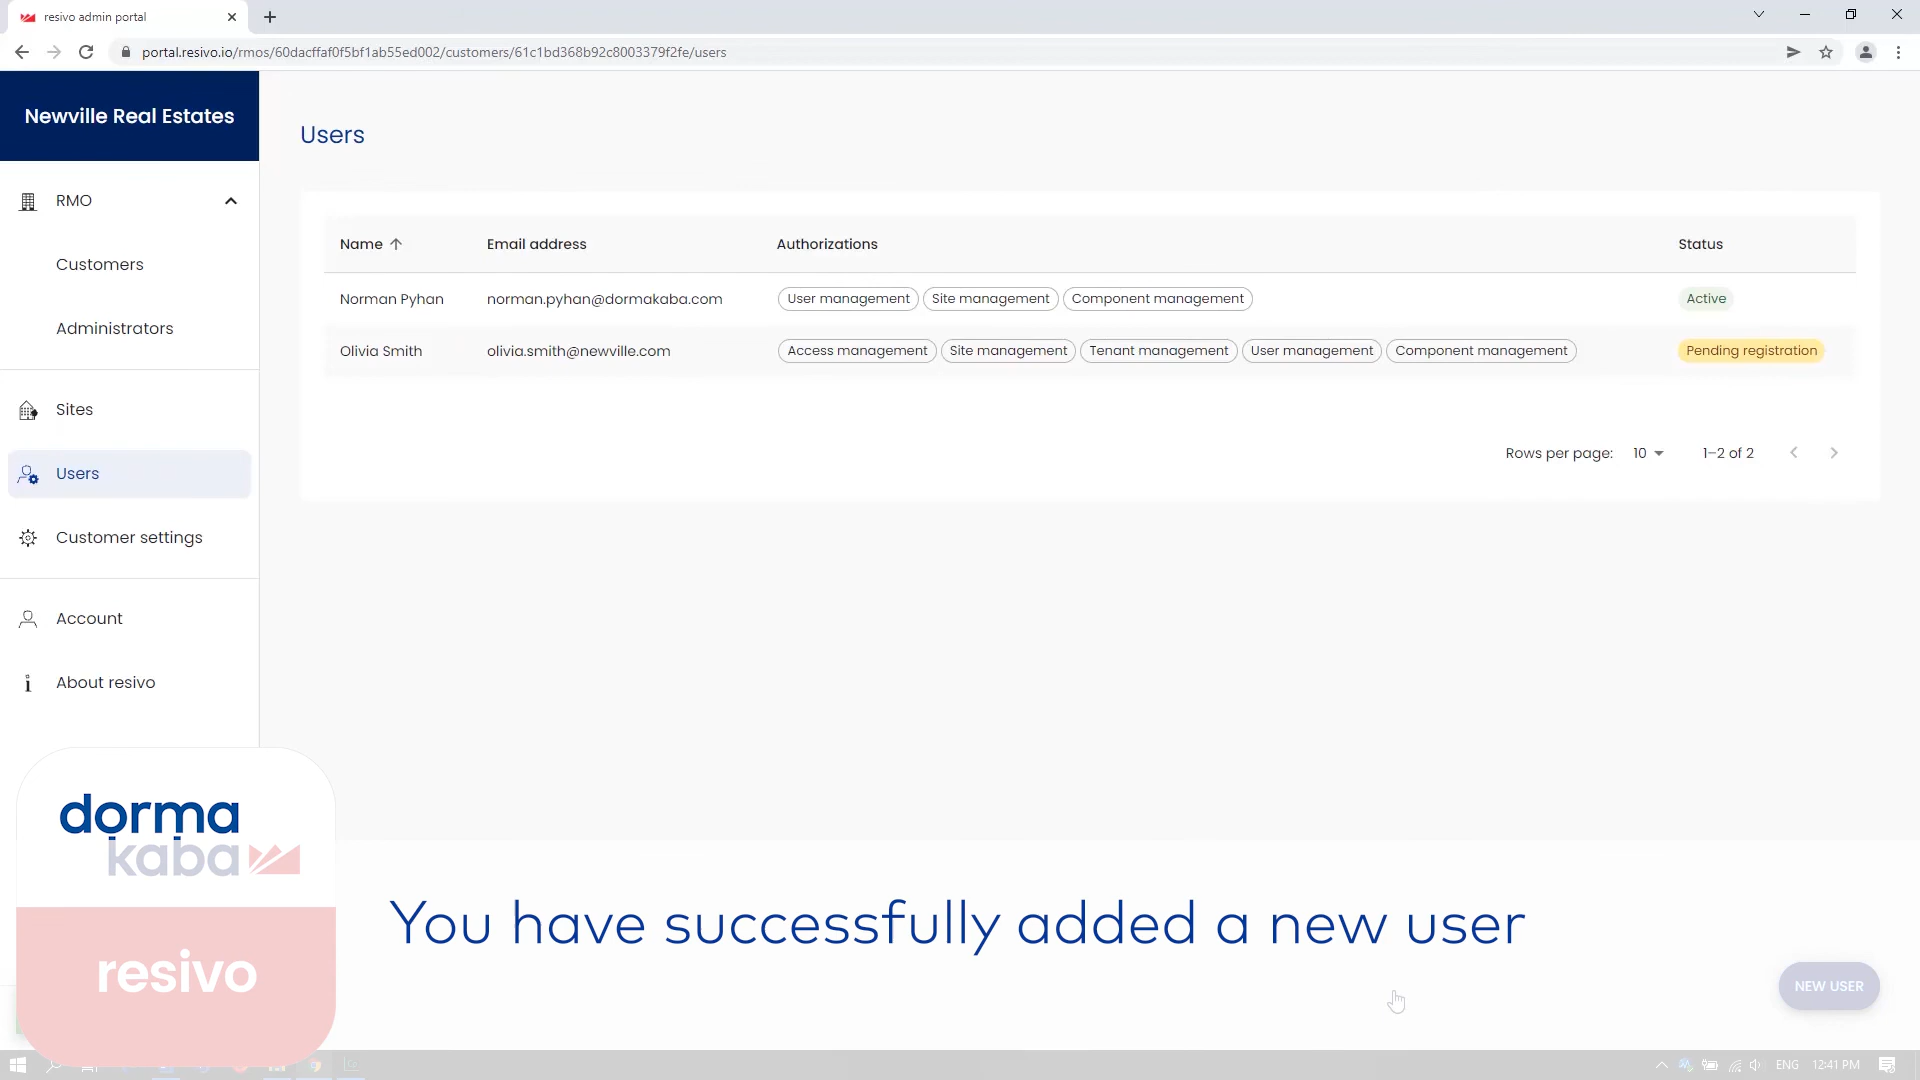 resivo admin portal
portal.resivo.io/rmos/60dacffaf0f5bf1ab55ed002/customers/61c1bd368b92c8003379f2fe/users
Newville Real Estates
RMO
Customers
Administrators
Sites
Users
Customer settings
Account
About resivo
Users
Name Email address Authorizations Status
Norman Pyhan norman.pyhan@dormakaba.com User management Site management Component management Active
Olivia Smith olivia.smith@newville.com Access management Site management Tenant management User management Component management Pending registration
Rows per page: 10 1–2 of 2
dorma
kaba
resivo
You have successfully added a new user
NEW USER
ENG 12:41 PM